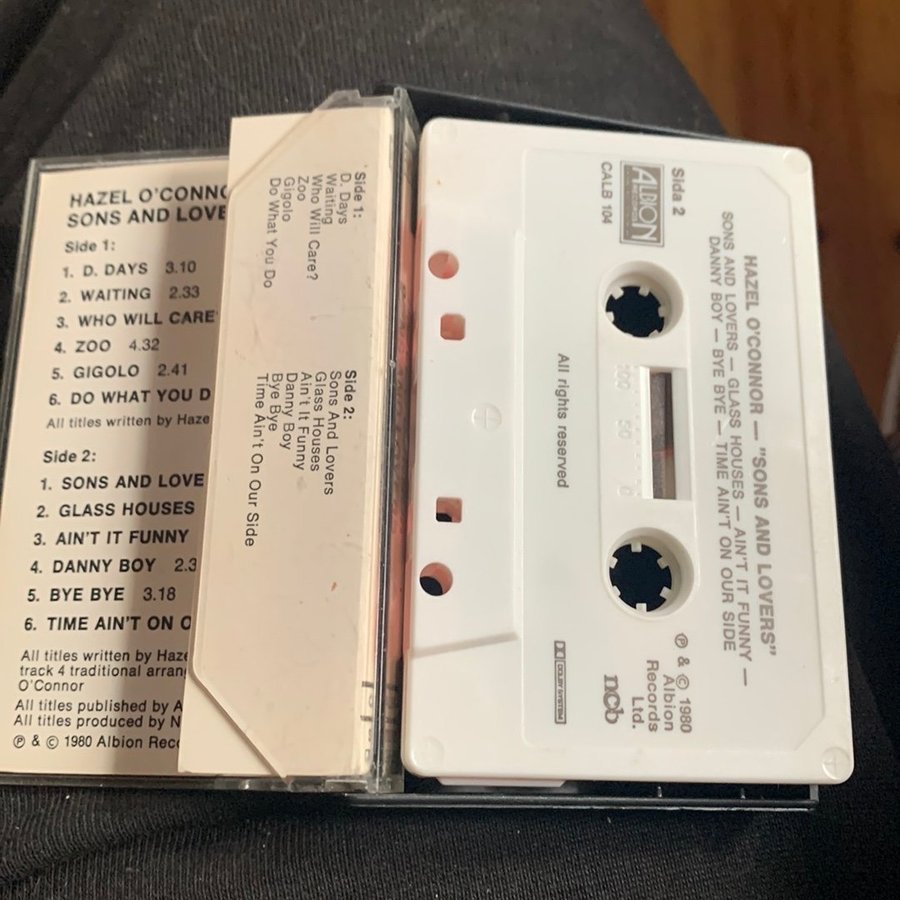 HAZEL O'CONNO
SONS AND LOVE
Side 1:
1. D. DAYS 3.10
2. WAITING 2.33
3. WHO WILL CARE
4. ZOO 4.32
5. GIGOLO 2.41
6. DO WHAT YOU D
All titles written by Haze
Side 2:
1. SONS AND LOVE
2. GLASS HOUSES
3. AIN'T IT FUNNY
4. DANNY BOY 2.3
5. BYE BYE 3.18
6. TIME AIN'T ON O
All titles written by Haze
track 4 traditional arran
O'Connor
All titles published by A
All titles produced by N
℗ & © 1980 Albion Reco
Side 1:
D. Days
Waiting
Who Will Care?
Zoo
Gigolo
Do What You Do
Side 2:
Sons And Lovers
Glass Houses
Ain't It Funny
Danny Boy
Bye Bye
Time Ain't On Our Side
HAZEL O'CONNOR — "SONS AND LOVERS"
SONS AND LOVERS — GLASS HOUSES — AIN'T IT FUNNY —
DANNY BOY — BYE BYE — TIME AIN'T ON OUR SIDE
Sida 2
ALBION
CALB 104
100 50 0
℗ & © 1980
Albion
Records
Ltd.
ncb
All rights reserved
DOLBY SYSTEM